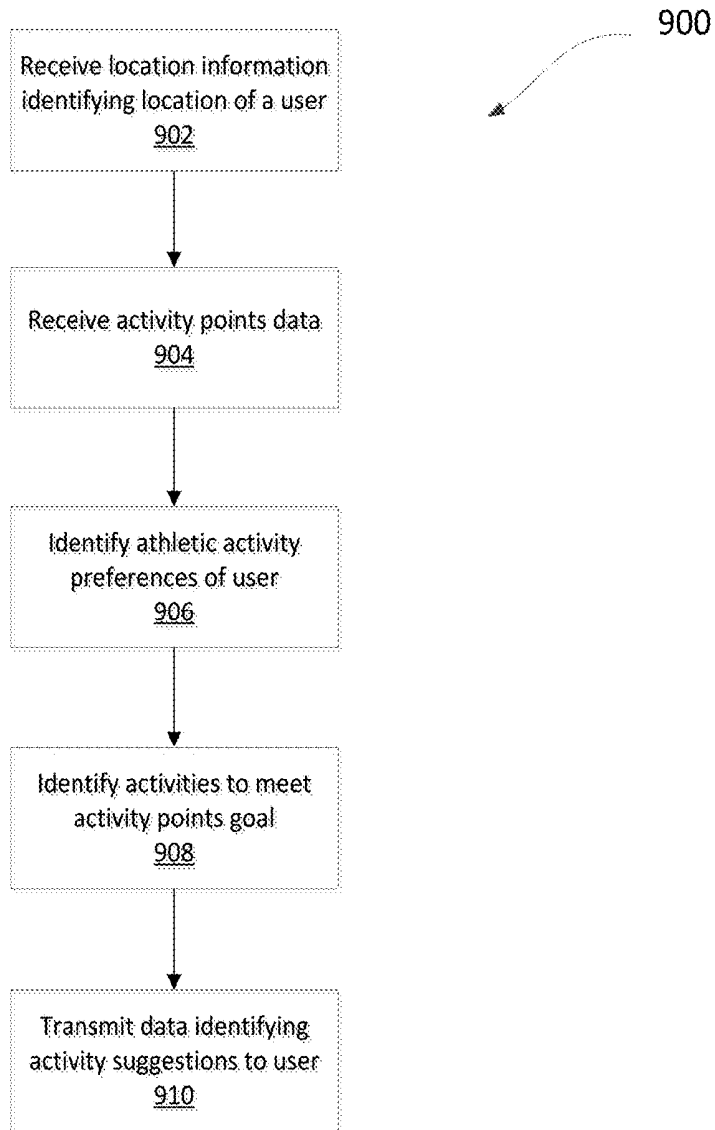 900
Receive location information
identifying location of a user
902
Receive activity points data
904
Identify athletic activity
preferences of user
906
Identify activities to meet
activity points goal
908
Transmit data identifying
activity suggestions to user
910